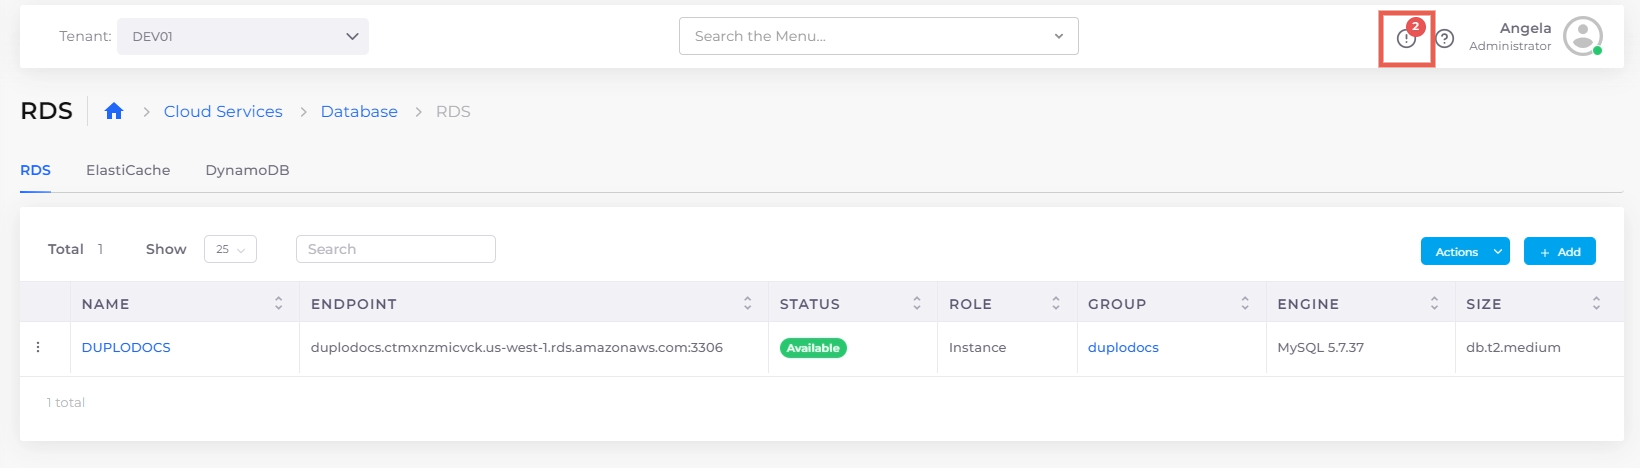 Tenant: DEV01 Search the Menu... 2 Angela
Administrator
RDS Cloud Services Database RDS
RDS ElastiCache DynamoDB
Total 1 Show 25 Search Actions + Add
NAME ENDPOINT STATUS ROLE GROUP ENGINE SIZE
DUPLODOCS duplodocs.ctmxnzmicvck.us-west-1.rds.amazonaws.com:3306 Available Instance duplodocs MySQL 5.7.37 db.t2.medium
1 total